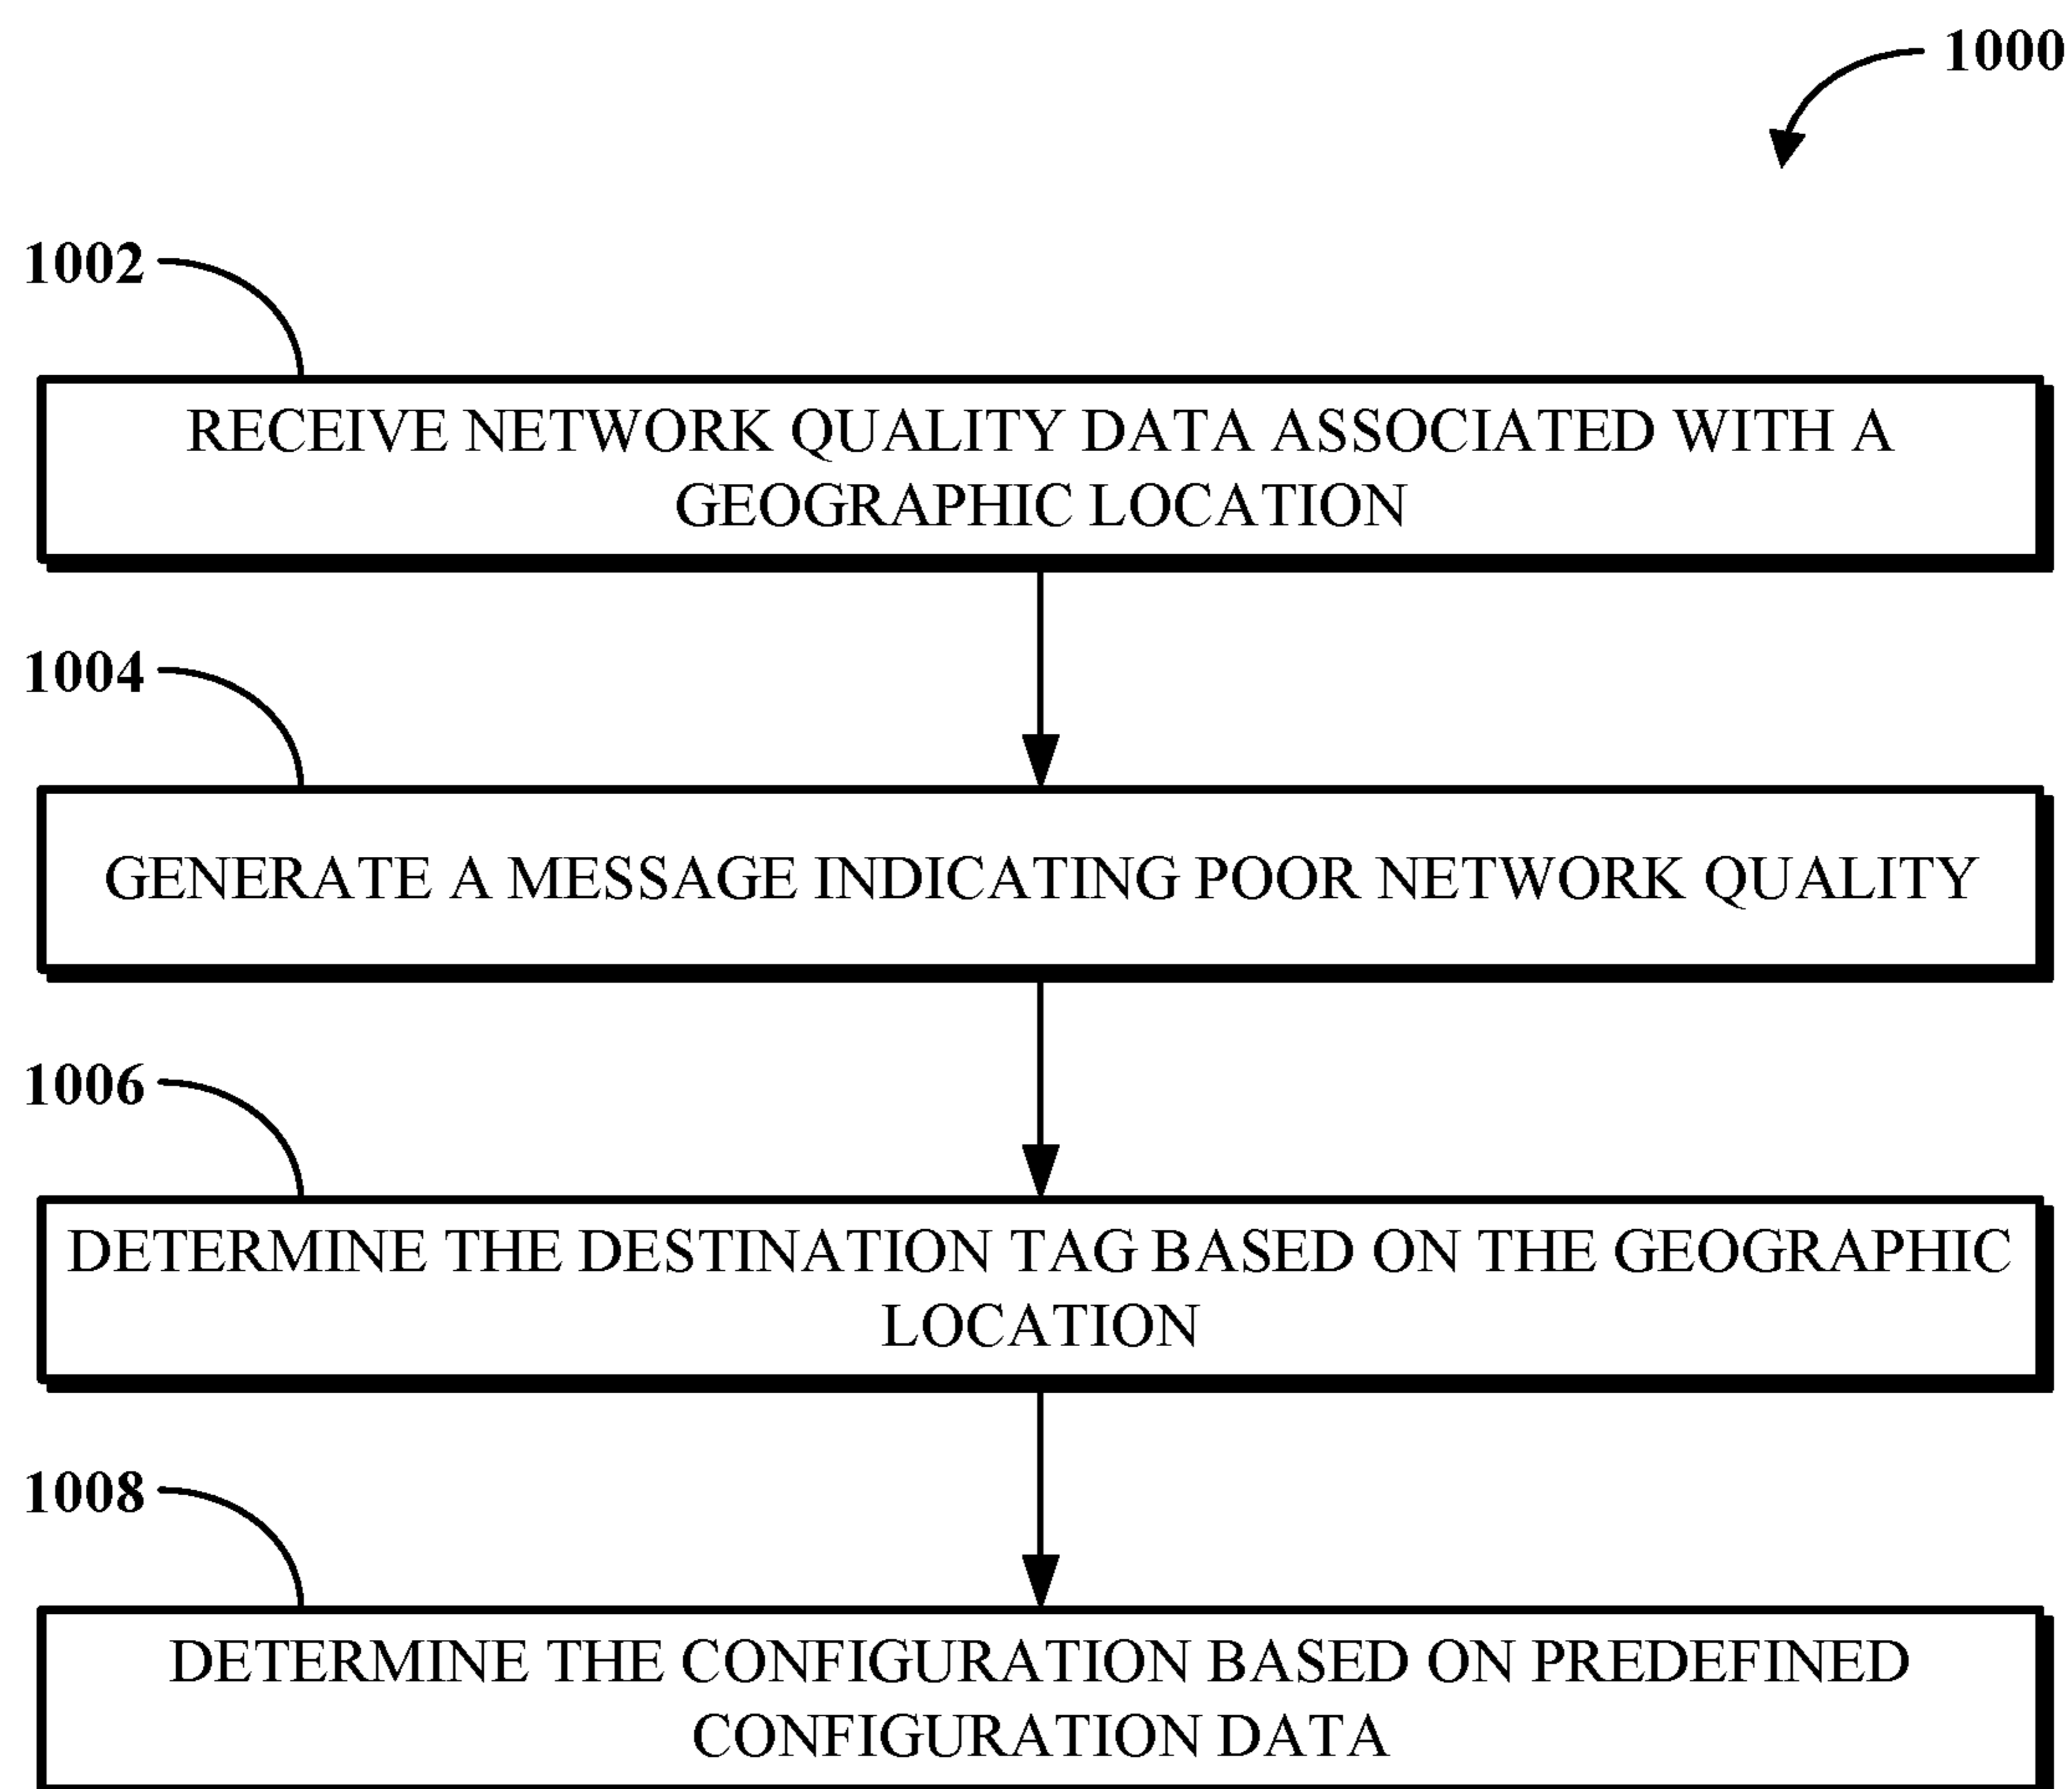 1000
1002
RECEIVE NETWORK QUALITY DATA ASSOCIATED WITH A
GEOGRAPHIC LOCATION
1004
GENERATE A MESSAGE INDICATING POOR NETWORK QUALITY
1006
DETERMINE THE DESTINATION TAG BASED ON THE GEOGRAPHIC
LOCATION
1008
DETERMINE THE CONFIGURATION BASED ON PREDEFINED
CONFIGURATION DATA